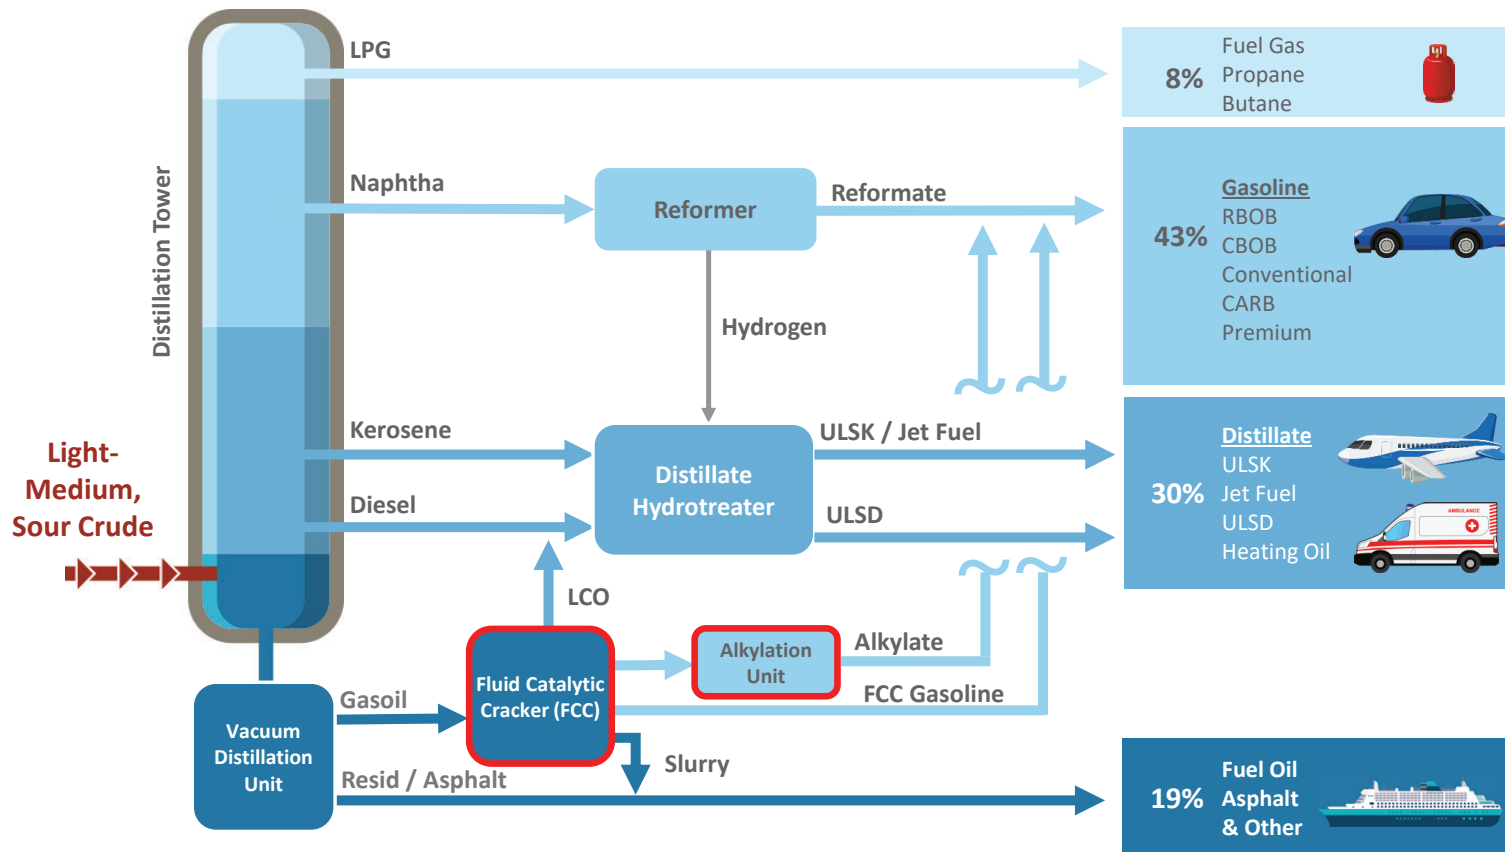 LPG
Fuel Gas
8%
Propane
Butane
Distillation Tower
Naphtha
Reformer
Reformate
Gasoline
RBOB
43%
CBOB
Conventional
CARB
Premium
Hydrogen
Light-
Medium,
Sour Crude
Kerosene
Diesel
Distillate
Hydrotreater
ULSK / Jet Fuel
ULSD
Distillate
ULSK
30%
Jet Fuel
ULSD
Heating Oil
AMBULANCE
LCO
Fluid Catalytic
Cracker (FCC)
Alkylation
Unit
Alkylate
FCC Gasoline
Gasoil
Vacuum
Distillation
Unit
Slurry
Resid / Asphalt
Fuel Oil
19%
Asphalt
& Other